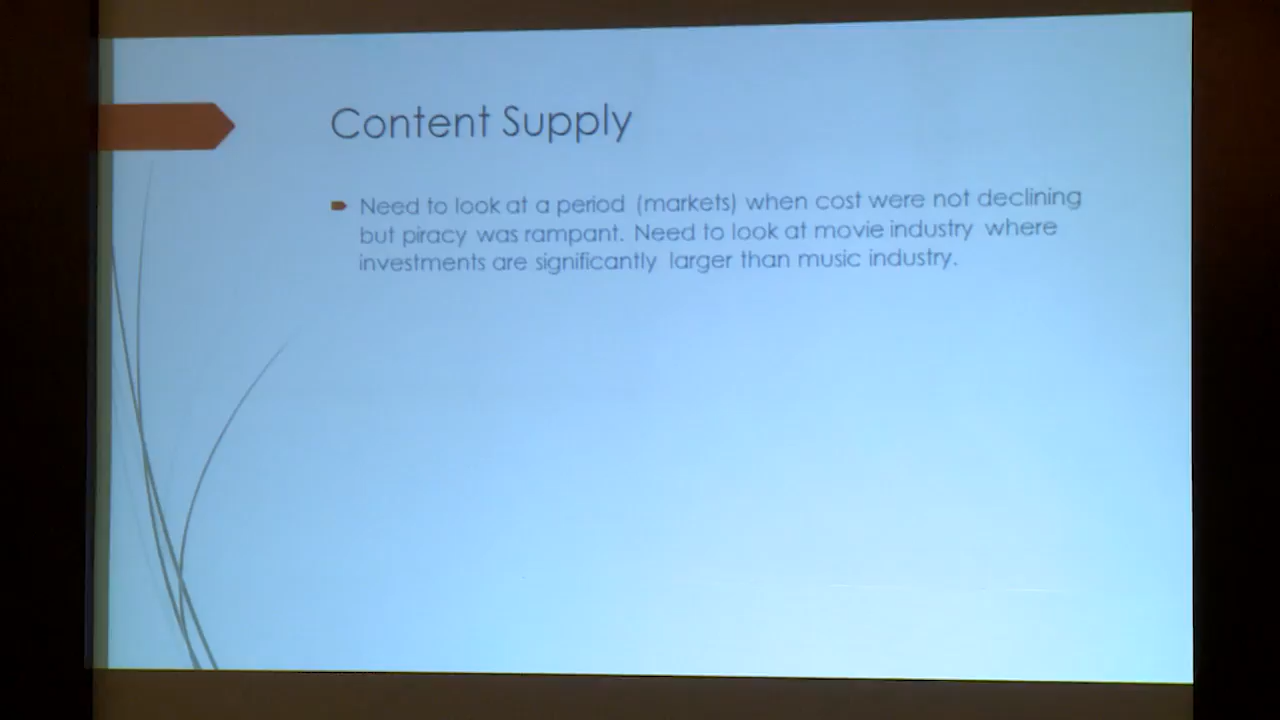 Content Supply
Need to look at a period (markets) when cost were not declining
but piracy was rampant. Need to look at movie industry where
investments are significantly larger than music industry.